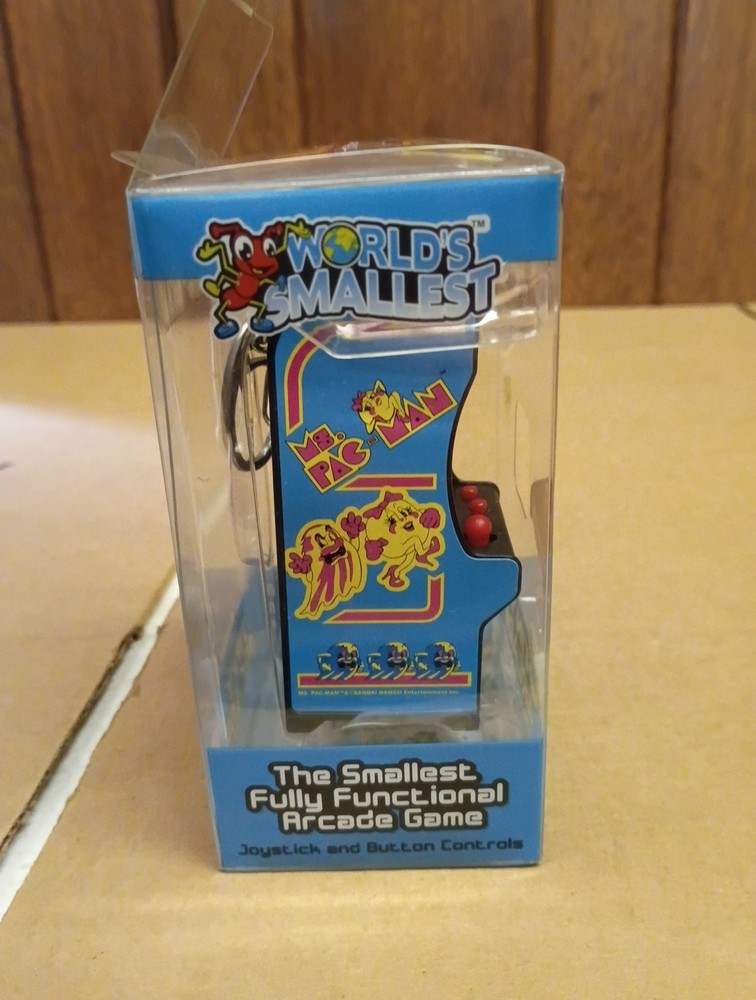 WORLD'S™
SMALLEST
MS. PAC-MAN
MS. PAC-MAN™&©BANDAI NAMCO Entertainment Inc.
The Smallest
Fully Functional
Arcade Game
Joystick and Button Controls